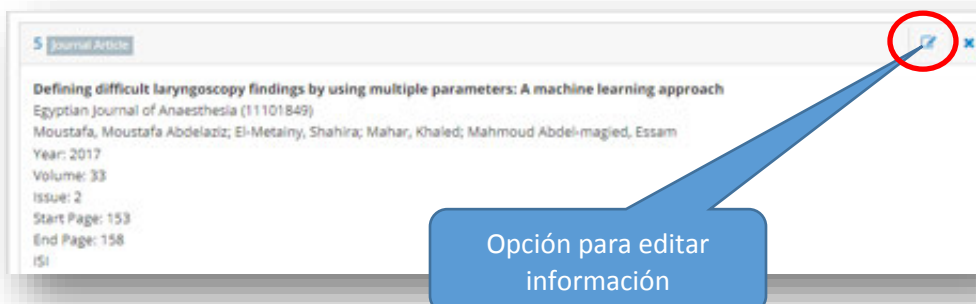 5 Journal Article
Defining difficult laryngoscopy findings by using multiple parameters: A machine learning approach
Egyptian Journal of Anaesthesia (11101849)
Moustafa, Moustafa Abdelaziz; El-Metainy, Shahira; Mahar, Khaled; Mahmoud Abdel-magied, Essam
Year: 2017
Volume: 33
Issue: 2
Start Page: 153
End Page: 158
ISI
Opción para editar
información